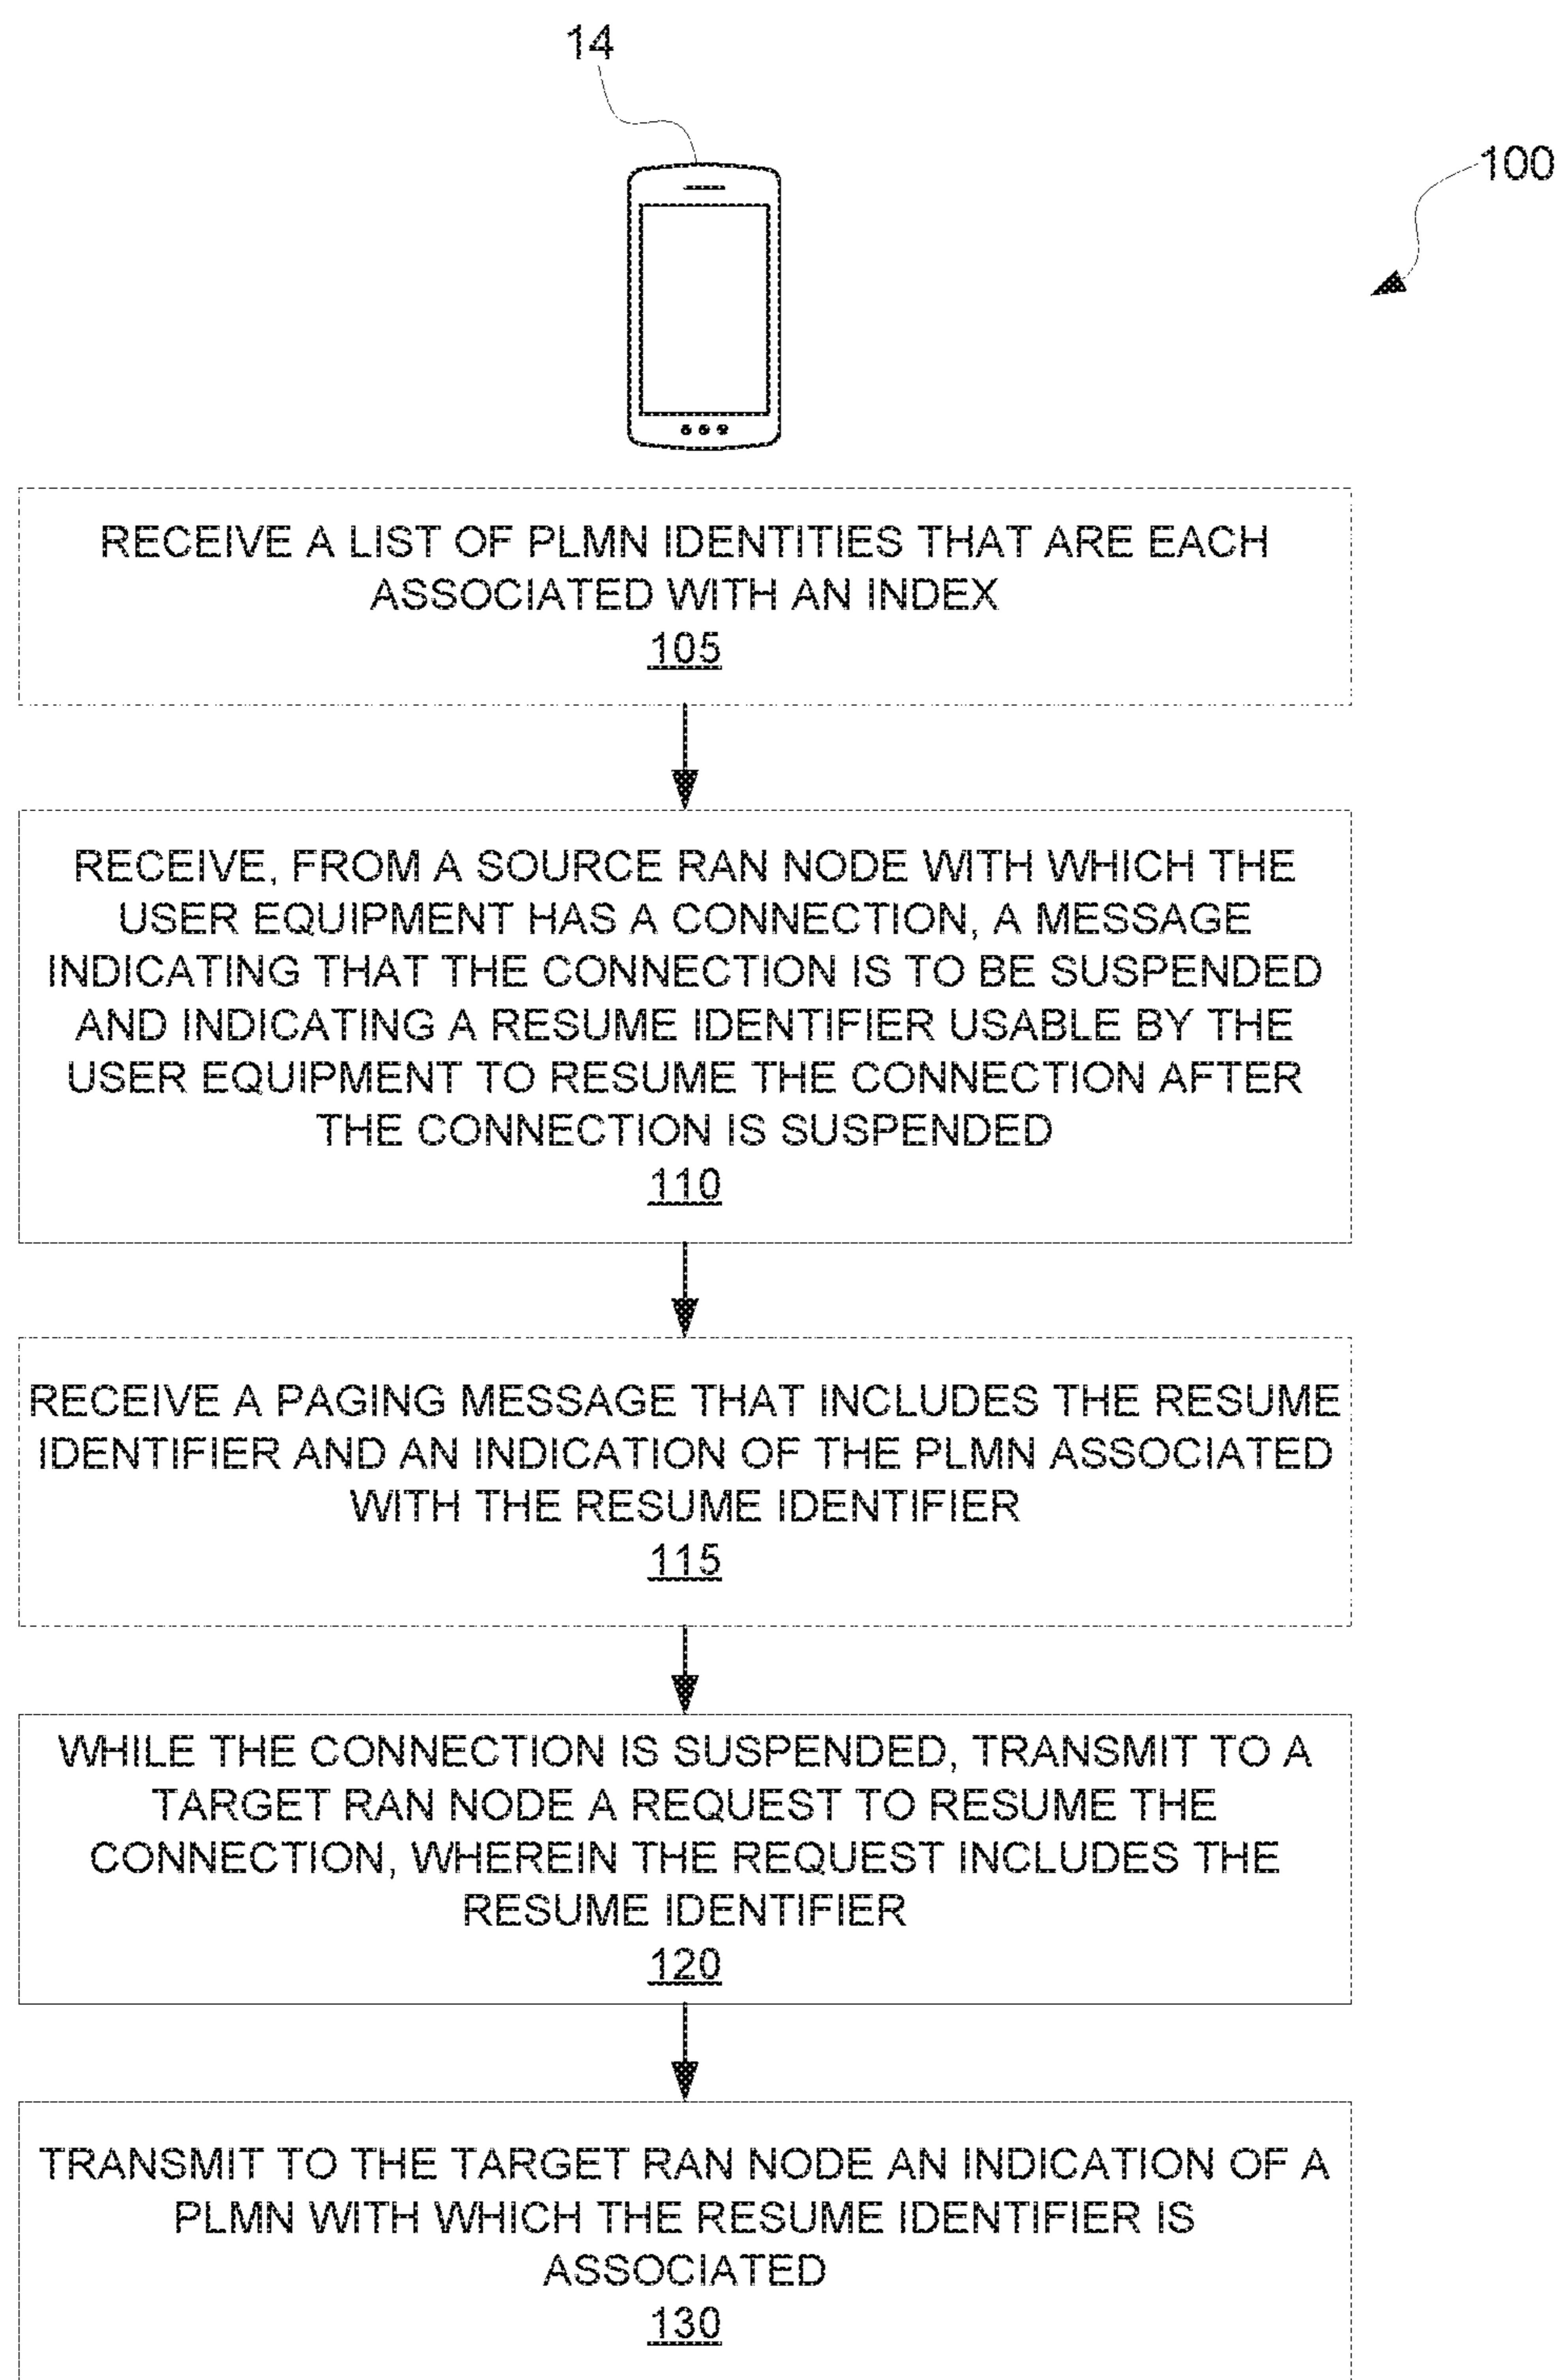 14
100
RECEIVE A LIST OF PLMN IDENTITIES THAT ARE EACH
ASSOCIATED WITH AN INDEX
105
RECEIVE, FROM A SOURCE RAN NODE WITH WHICH THE
USER EQUIPMENT HAS A CONNECTION, A MESSAGE
INDICATING THAT THE CONNECTION IS TO BE SUSPENDED
AND INDICATING A RESUME IDENTIFIER USABLE BY THE
USER EQUIPMENT TO RESUME THE CONNECTION AFTER
THE CONNECTION IS SUSPENDED
110
RECEIVE A PAGING MESSAGE THAT INCLUDES THE RESUME
IDENTIFIER AND AN INDICATION OF THE PLMN ASSOCIATED
WITH THE RESUME IDENTIFIER
115
WHILE THE CONNECTION IS SUSPENDED, TRANSMIT TO A
TARGET RAN NODE A REQUEST TO RESUME THE
CONNECTION, WHEREIN THE REQUEST INCLUDES THE
RESUME IDENTIFIER
120
TRANSMIT TO THE TARGET RAN NODE AN INDICATION OF A
PLMN WITH WHICH THE RESUME IDENTIFIER IS
ASSOCIATED
130